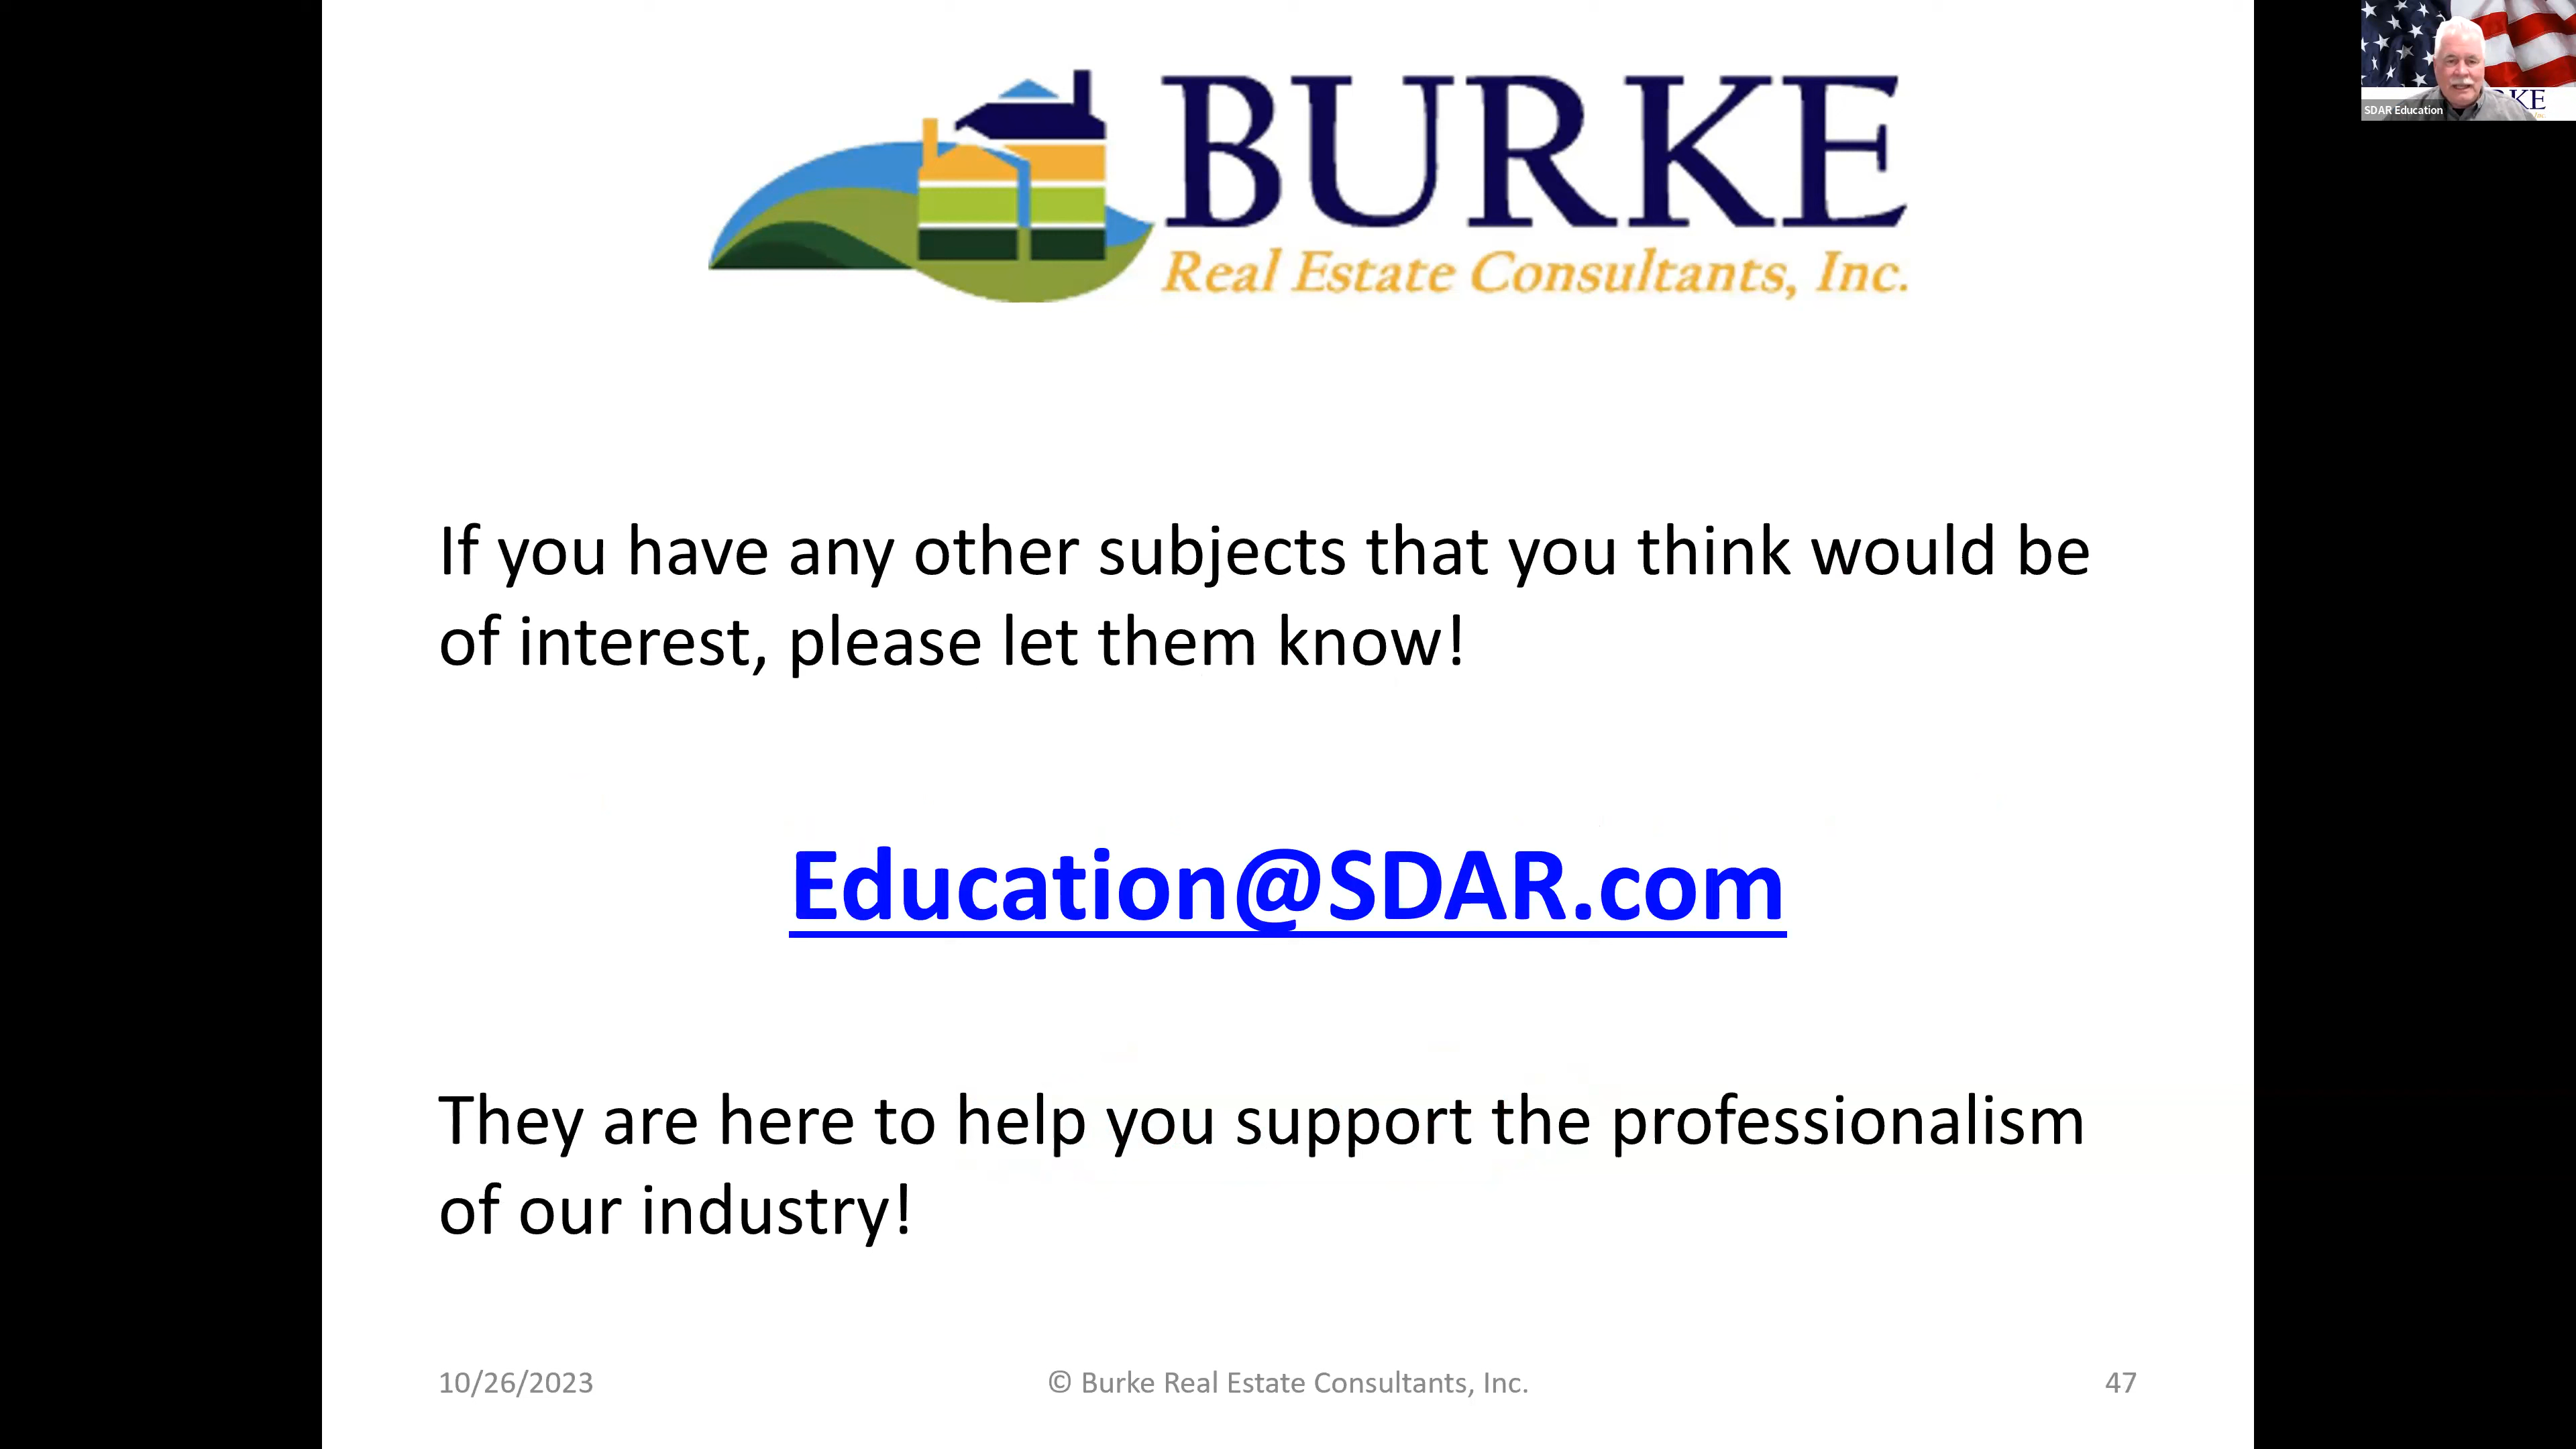 BURKE
Real Estate Consultants, Inc.
KE
SDAR Education
If you have any other subjects that you think would be
of interest, please let them know!
Education@SDAR.com
They are here to help you support the professionalism
of our industry!
10/26/2023
© Burke Real Estate Consultants, Inc.
47